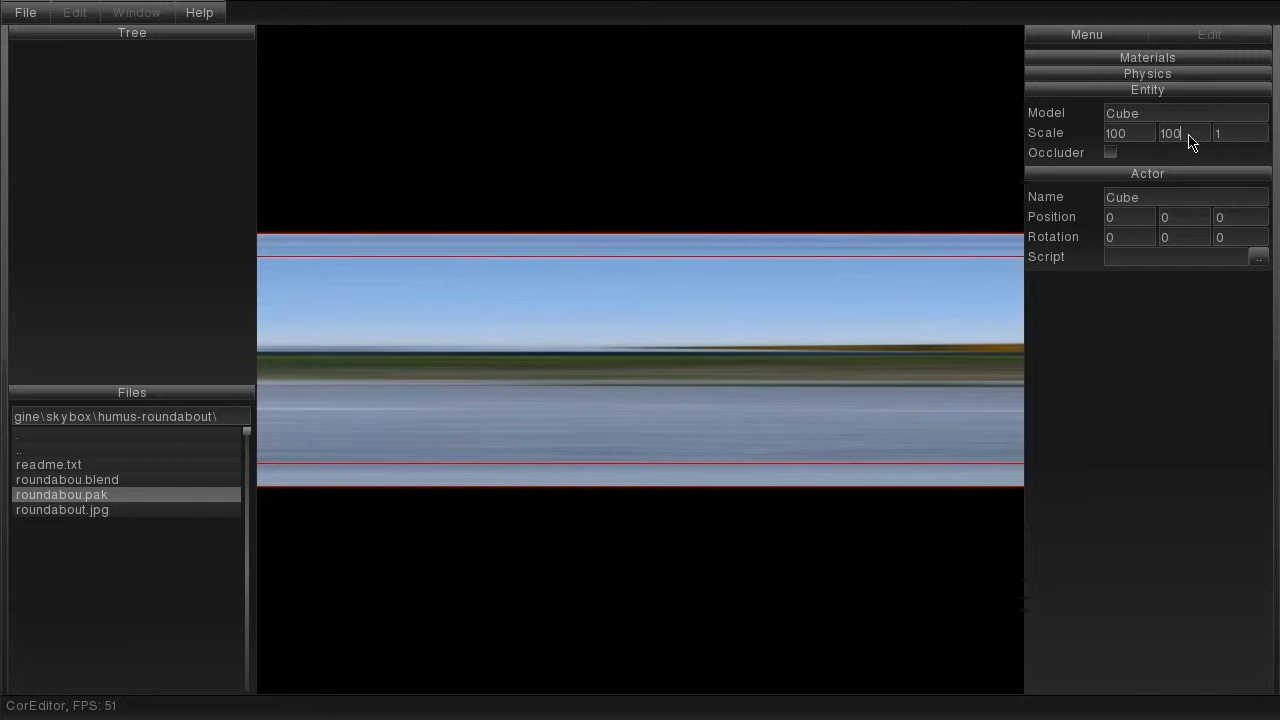 File Edit Window Help
Tree
Menu Edit
Materials
Physics
Entity
Model Cube
Scale 100 100 1
Occluder
Actor
Name Cube
Position 0 0 0
Rotation 0 0 0
Script ..
Files
gine\skybox\humus-roundabout\
.
..
readme.txt
roundabou.blend
roundabou.pak
roundabout.jpg
CorEditor, FPS: 51